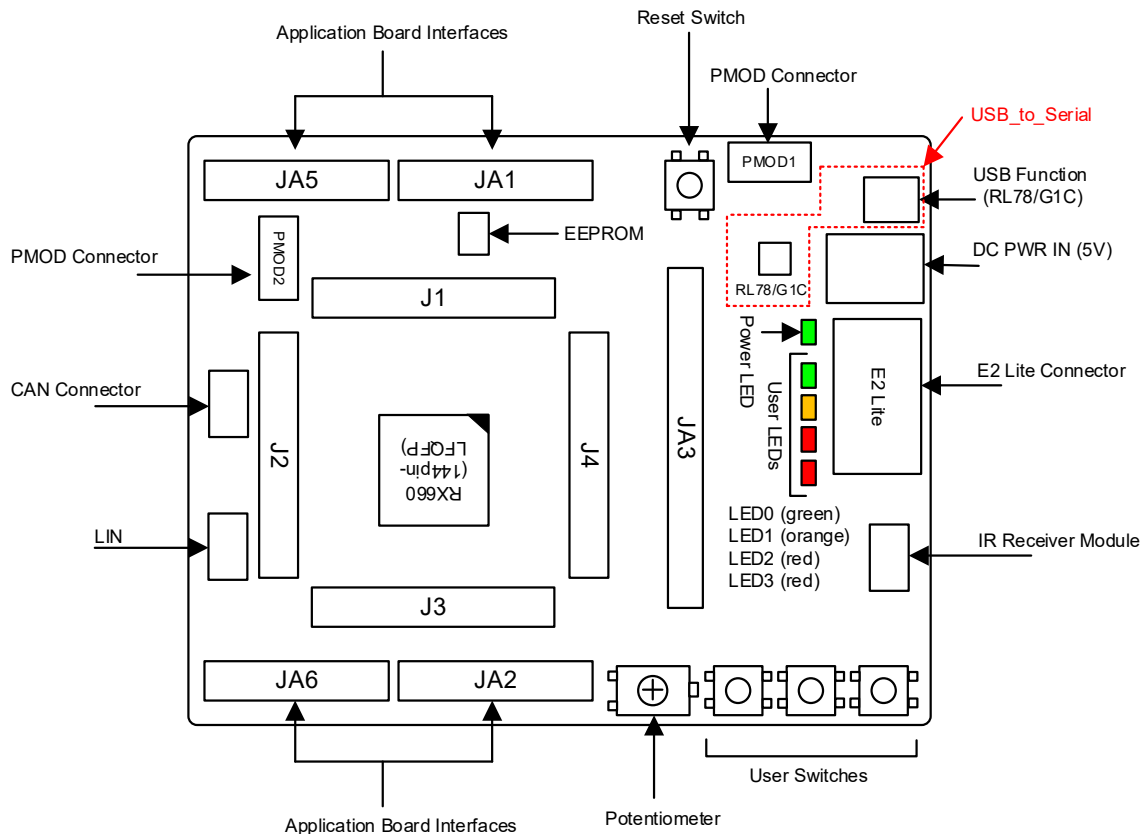 Application Board Interfaces
Reset Switch
PMOD Connector
USB_to_Serial
JA5
JA1
PMOD1
USB Function
(RL78/G1C)
EEPROM
PMOD Connector
PMOD2
DC PWR IN (5V)
RL78/G1C
J1
Power LED
CAN Connector
E2 Lite
E2 Lite Connector
User LEDs
J2
RX660
(144pin-
LFQFP)
J4
JA3
LED0 (green)
LED1 (orange)
LED2 (red)
LED3 (red)
LIN
IR Receiver Module
J3
JA6
JA2
User Switches
Potentiometer
Application Board Interfaces